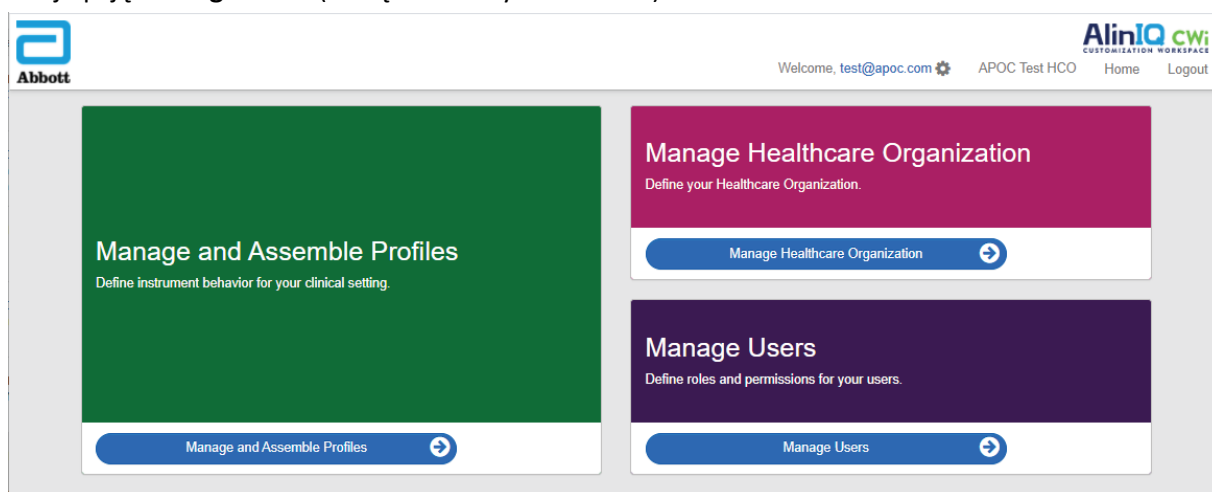 Abbott
AlinIQ CWi
CUSTOMIZATION WORKSPACE
Welcome, test@apoc.com APOC Test HCO Home Logout
Manage and Assemble Profiles
Define instrument behavior for your clinical setting.
Manage and Assemble Profiles
Manage Healthcare Organization
Define your Healthcare Organization.
Manage Healthcare Organization
Manage Users
Define roles and permissions for your users.
Manage Users